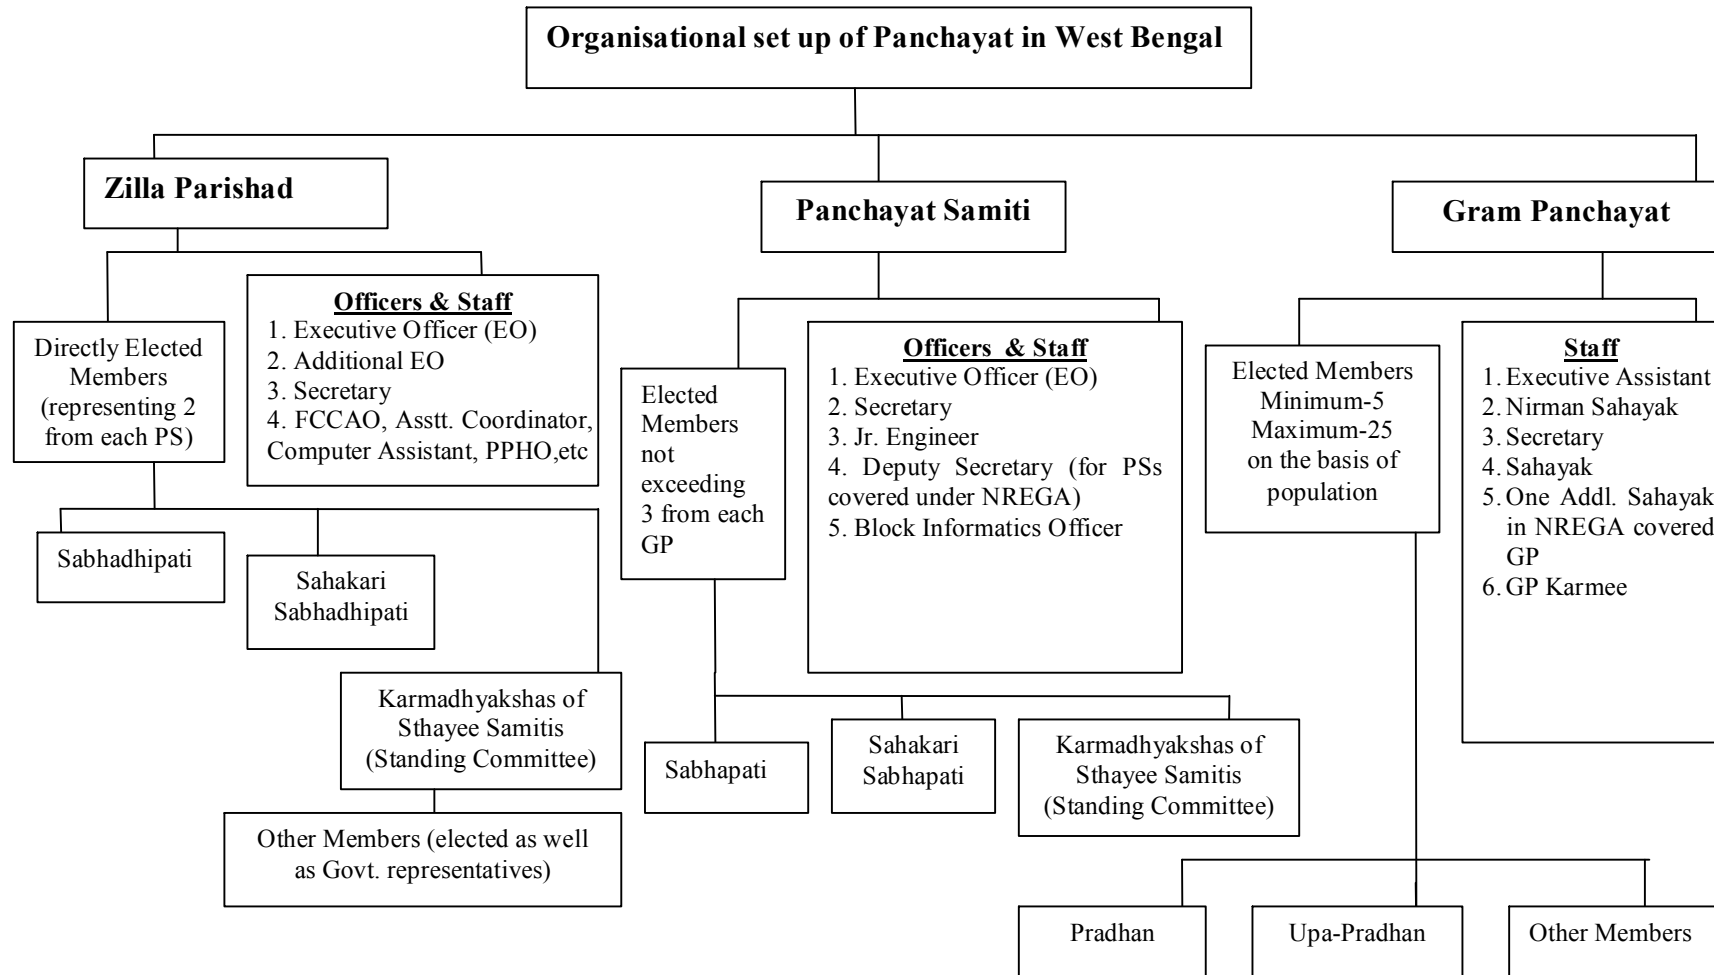 Organisational set up of Panchayat in West Bengal
Zilla Parishad
Panchayat Samiti
Gram Panchayat
Directly Elected
Members
(representing 2
from each PS)
Officers & Staff
1. Executive Officer (EO)
2. Additional EO
3. Secretary
4. FCCAO, Asstt. Coordinator,
Computer Assistant, PPHO,etc
Elected
Members
not
exceeding
3 from each
GP
Officers & Staff
1. Executive Officer (EO)
2. Secretary
3. Jr. Engineer
4. Deputy Secretary (for PSs
covered under NREGA)
5. Block Informatics Officer
Elected Members
Minimum-5
Maximum-25
on the basis of
population
Staff
1. Executive Assistant
2. Nirman Sahayak
3. Secretary
4. Sahayak
5. One Addl. Sahayak
in NREGA covered
GP
6. GP Karmee
Sabhadhipati
Sahakari
Sabhadhipati
Karmadhyakshas of
Sthayee Samitis
(Standing Committee)
Other Members (elected as well
as Govt. representatives)
Sabhapati
Sahakari
Sabhapati
Karmadhyakshas of
Sthayee Samitis
(Standing Committee)
Pradhan
Upa-Pradhan
Other Members